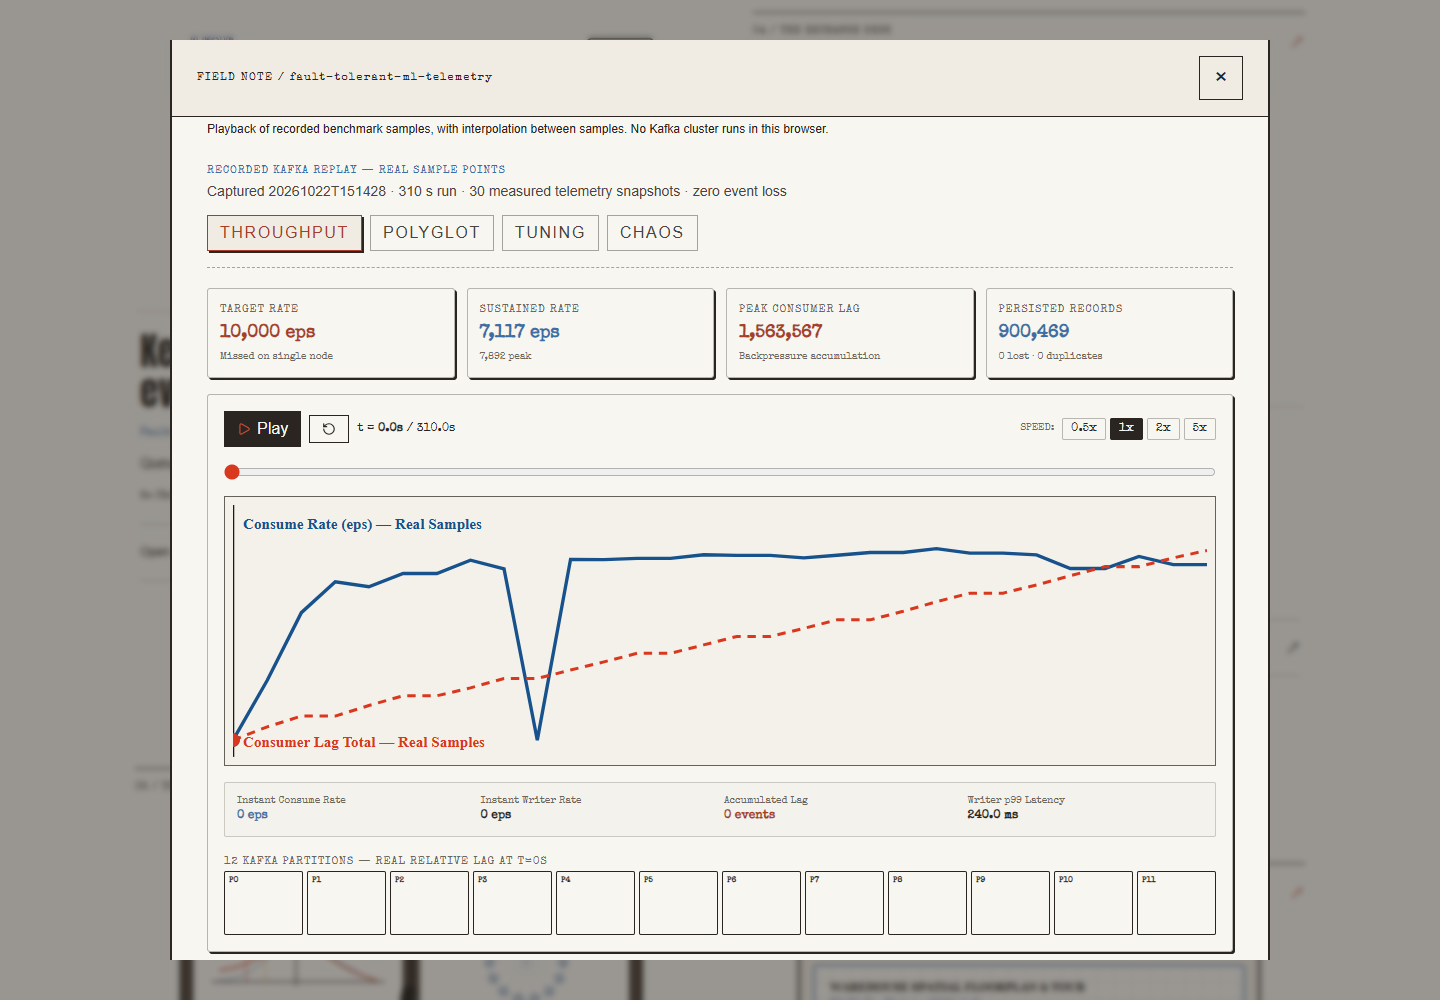 FIELD NOTE / fault-tolerant-ml-telemetry
×
Playback of recorded benchmark samples, with interpolation between samples. No Kafka cluster runs in this browser.
RECORDED KAFKA REPLAY — REAL SAMPLE POINTS
Captured 20261022T151428 · 310 s run · 30 measured telemetry snapshots · zero event loss
THROUGHPUT POLYGLOT TUNING CHAOS
TARGET RATE
10,000 eps
Missed on single node
SUSTAINED RATE
7,117 eps
7,892 peak
PEAK CONSUMER LAG
1,563,567
Backpressure accumulation
PERSISTED RECORDS
900,469
0 lost · 0 duplicates
Play t = 0.0s / 310.0s SPEED: 0.5x 1x 2x 5x
Consume Rate (eps) — Real Samples
Consumer Lag Total — Real Samples
Instant Consume Rate
0 eps
Instant Writer Rate
0 eps
Accumulated Lag
0 events
Writer p99 Latency
240.0 ms
12 KAFKA PARTITIONS — REAL RELATIVE LAG AT T=0S
P0 P1 P2 P3 P4 P5 P6 P7 P8 P9 P10 P11
WAREHOUSE SPATIAL FLOORPLAN & TOUR